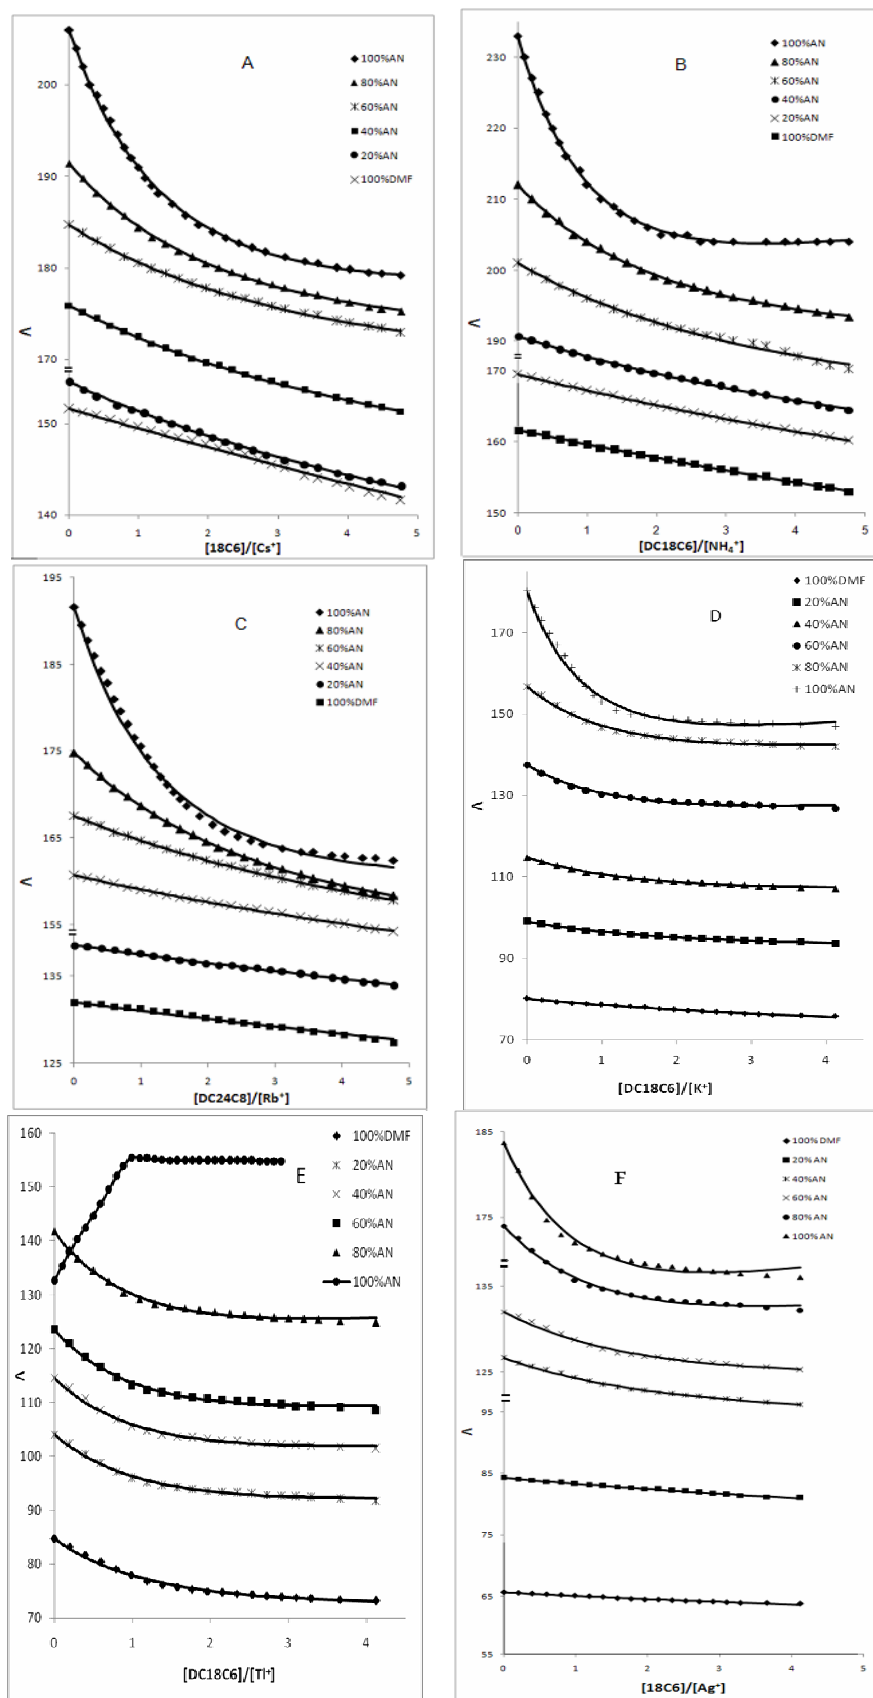 A
100%AN
80%AN
60%AN
40%AN
20%AN
100%DMF
200
190
180
170
150
140
Λ
0 1 2 3 4 5
[18C6]/[Cs⁺]
B
100%AN
80%AN
60%AN
40%AN
20%AN
100%DMF
230
220
210
200
190
170
160
150
Λ
0 1 2 3 4 5
[DC18C6]/[NH₄⁺]
C
100%AN
80%AN
60%AN
40%AN
20%AN
100%DMF
195
185
175
165
155
135
125
Λ
0 1 2 3 4 5
[DC24C8]/[Rb⁺]
D
100%DMF
20%AN
40%AN
60%AN
80%AN
100%AN
170
150
130
110
90
70
Λ
0 1 2 3 4
[DC18C6]/[K⁺]
E
100%DMF
20%AN
40%AN
60%AN
80%AN
100%AN
160
150
140
130
120
110
100
90
80
70
Λ
0 1 2 3 4
[DC18C6]/[Tl⁺]
F
100%DMF
20%AN
40%AN
60%AN
80%AN
100%AN
185
175
135
125
95
85
75
65
55
Λ
0 1 2 3 4
[18C6]/[Ag⁺]